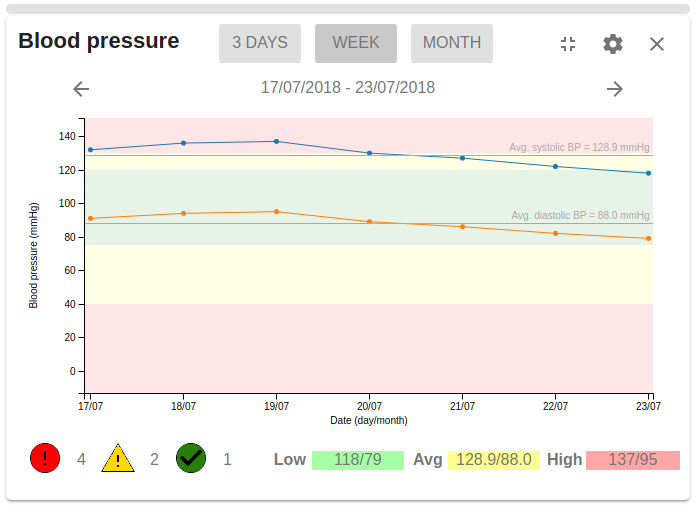 Blood pressure
3 DAYS
WEEK
MONTH
17/07/2018 - 23/07/2018
Blood pressure (mmHg)
140
120
100
80
60
40
20
0
Avg. systolic BP = 128.9 mmHg
Avg. diastolic BP = 88.0 mmHg
17/07
18/07
19/07
20/07
21/07
22/07
23/07
Date (day/month)
! 4
! 2
1
Low 118/79
Avg 128.9/88.0
High 137/95